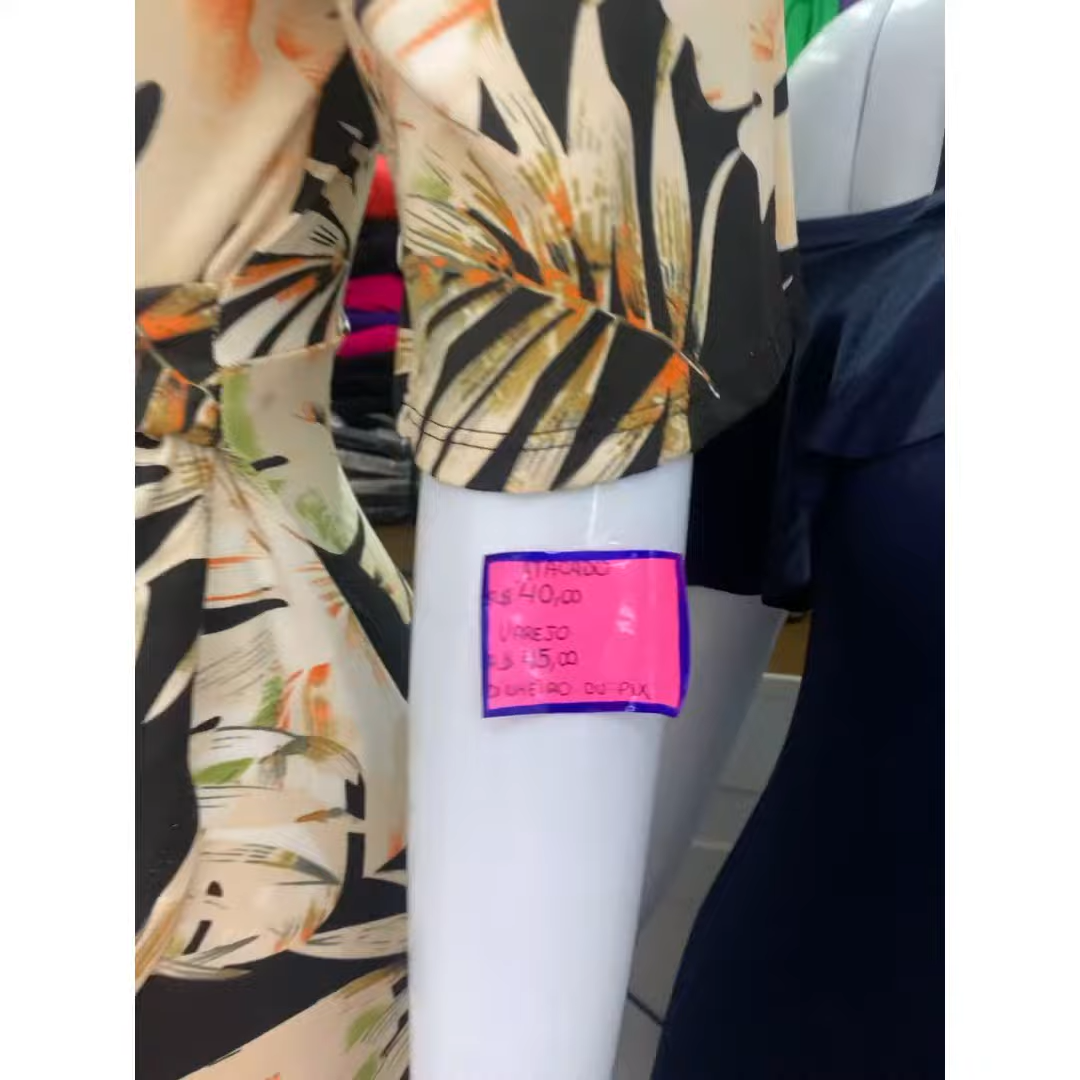 ATACADO
R$ 40,00
VAREJO
R$ 45,00
DINHEIRO OU PIX